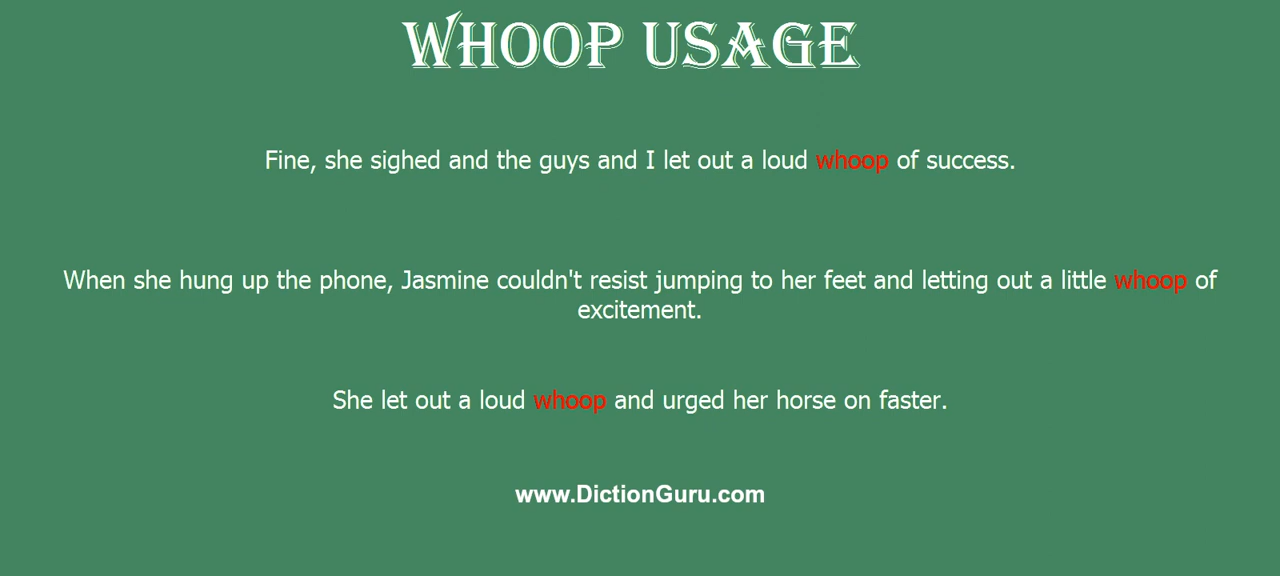 WHOOP USAGE
Fine, she sighed and the guys and I let out a loud whoop of success.
When she hung up the phone, Jasmine couldn't resist jumping to her feet and letting out a little whoop of
excitement.
She let out a loud whoop and urged her horse on faster.
www.DictionGuru.com